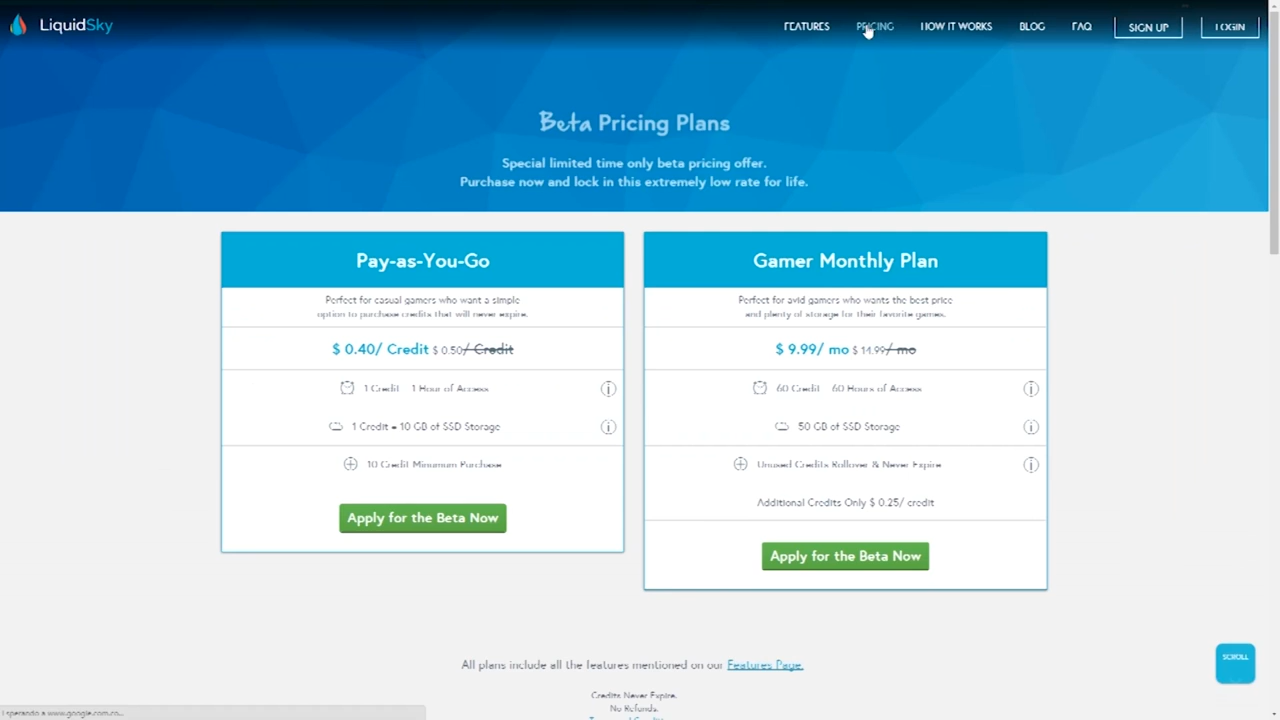 LiquidSky
FEATURES
PRICING
HOW IT WORKS
BLOG
FAQ
SIGN UP
LOGIN
Beta Pricing Plans
Special limited time only beta pricing offer.
Purchase now and lock in this extremely low rate for life.
Pay-as-You-Go
Perfect for casual gamers who want a simple
option to purchase credits that will never expire.
$ 0.40/ Credit $ 0.50/ Credit
1 Credit = 1 Hour of Access
1 Credit = 10 GB of SSD Storage
10 Credit Minimum Purchase
Apply for the Beta Now
Gamer Monthly Plan
Perfect for avid gamers who wants the best price
and plenty of storage for their favorite games.
$ 9.99/ mo $ 14.99/ mo
60 Credit = 60 Hours of Access
50 GB of SSD Storage
Unused Credits Rollover & Never Expire
Additional Credits Only $ 0.25/ credit
Apply for the Beta Now
All plans include all the features mentioned on our Features Page.
Credits Never Expire.
No Refunds.
SCROLL
sperando a www.google.com.co...